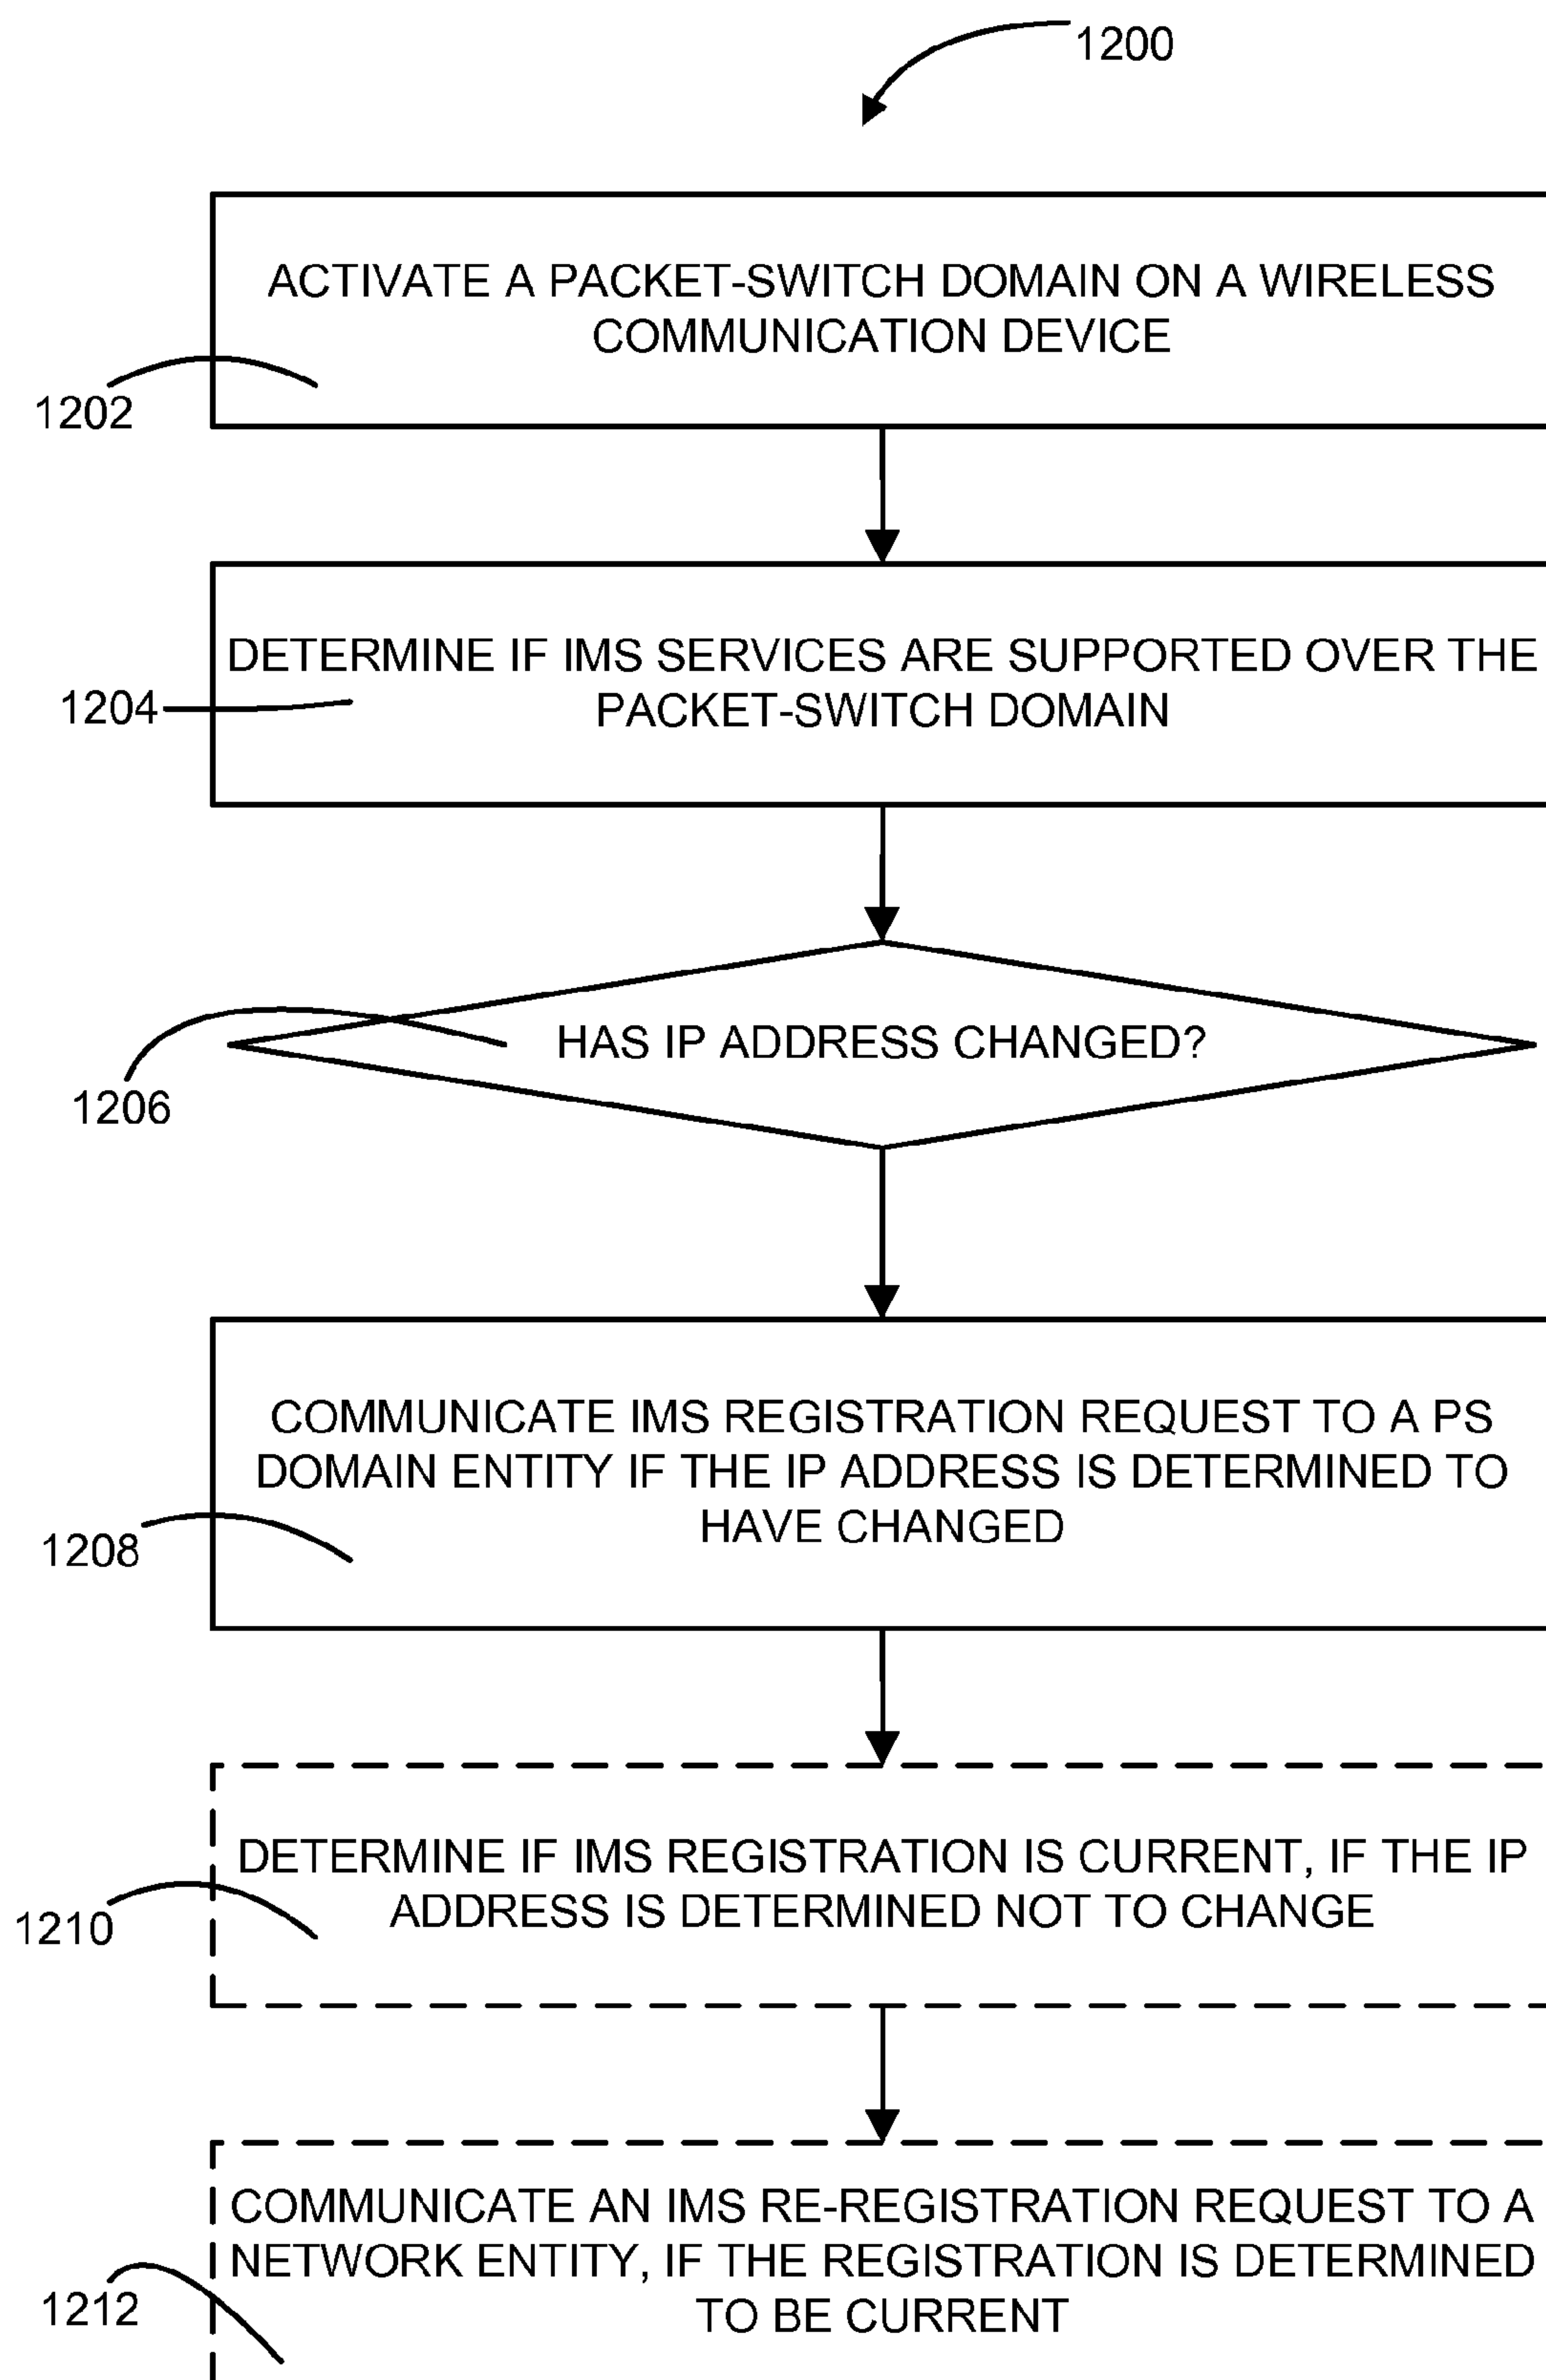 1200
ACTIVATE A PACKET-SWITCH DOMAIN ON A WIRELESS
COMMUNICATION DEVICE
1202
DETERMINE IF IMS SERVICES ARE SUPPORTED OVER THE
PACKET-SWITCH DOMAIN
1204
HAS IP ADDRESS CHANGED?
1206
COMMUNICATE IMS REGISTRATION REQUEST TO A PS
DOMAIN ENTITY IF THE IP ADDRESS IS DETERMINED TO
HAVE CHANGED
1208
DETERMINE IF IMS REGISTRATION IS CURRENT, IF THE IP
ADDRESS IS DETERMINED NOT TO CHANGE
1210
COMMUNICATE AN IMS RE-REGISTRATION REQUEST TO A
NETWORK ENTITY, IF THE REGISTRATION IS DETERMINED
TO BE CURRENT
1212